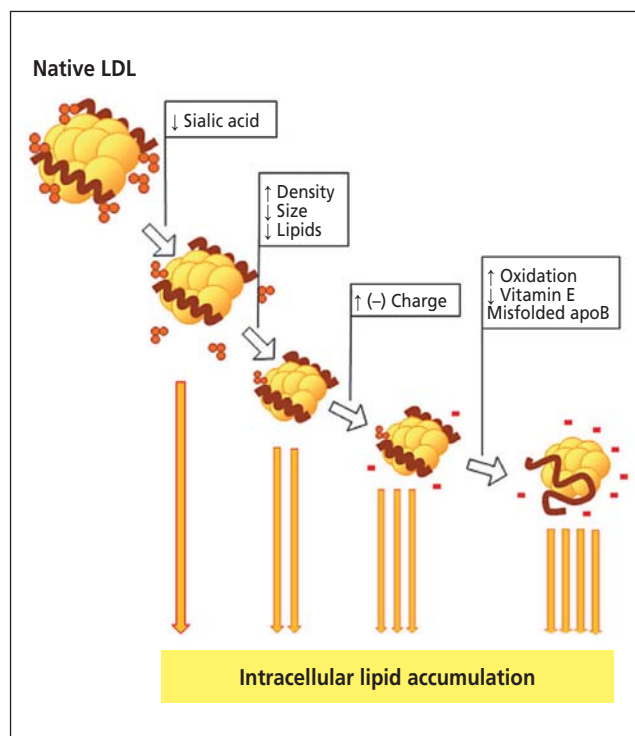 Native LDL
↓ Sialic acid
↑ Density
↓ Size
↓ Lipids
↑ (–) Charge
↑ Oxidation
↓ Vitamin E
Misfolded apoB
Intracellular lipid accumulation